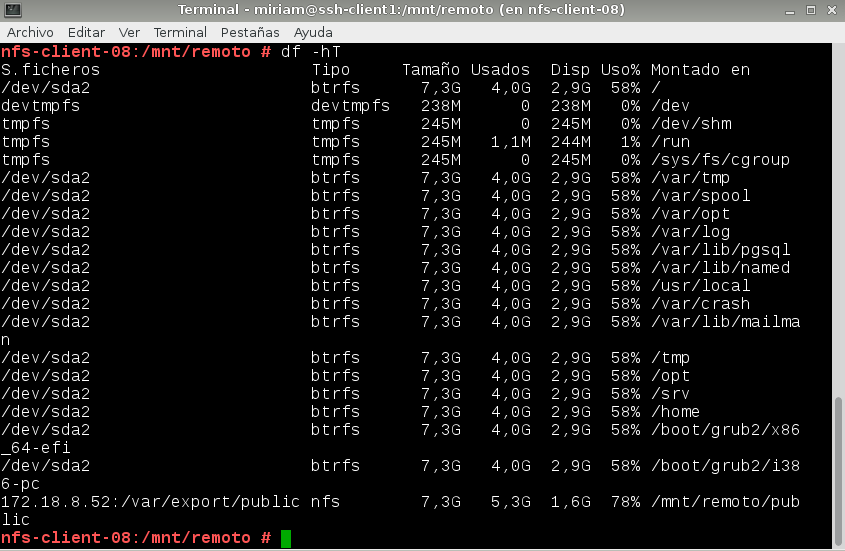 Terminal - miriam@ssh-client1:/mnt/remoto (en nfs-client-08)
Archivo Editar Ver Terminal Pestañas Ayuda
nfs-client-08:/mnt/remoto # df -hT
S.ficheros Tipo Tamaño Usados Disp Uso% Montado en
/dev/sda2 btrfs 7,3G 4,0G 2,9G 58% /
devtmpfs devtmpfs 238M 0 238M 0% /dev
tmpfs tmpfs 245M 0 245M 0% /dev/shm
tmpfs tmpfs 245M 1,1M 244M 1% /run
tmpfs tmpfs 245M 0 245M 0% /sys/fs/cgroup
/dev/sda2 btrfs 7,3G 4,0G 2,9G 58% /var/tmp
/dev/sda2 btrfs 7,3G 4,0G 2,9G 58% /var/spool
/dev/sda2 btrfs 7,3G 4,0G 2,9G 58% /var/opt
/dev/sda2 btrfs 7,3G 4,0G 2,9G 58% /var/log
/dev/sda2 btrfs 7,3G 4,0G 2,9G 58% /var/lib/pgsql
/dev/sda2 btrfs 7,3G 4,0G 2,9G 58% /var/lib/named
/dev/sda2 btrfs 7,3G 4,0G 2,9G 58% /usr/local
/dev/sda2 btrfs 7,3G 4,0G 2,9G 58% /var/crash
/dev/sda2 btrfs 7,3G 4,0G 2,9G 58% /var/lib/mailma
n
/dev/sda2 btrfs 7,3G 4,0G 2,9G 58% /tmp
/dev/sda2 btrfs 7,3G 4,0G 2,9G 58% /opt
/dev/sda2 btrfs 7,3G 4,0G 2,9G 58% /srv
/dev/sda2 btrfs 7,3G 4,0G 2,9G 58% /home
/dev/sda2 btrfs 7,3G 4,0G 2,9G 58% /boot/grub2/x86
_64-efi
/dev/sda2 btrfs 7,3G 4,0G 2,9G 58% /boot/grub2/i38
6-pc
172.18.8.52:/var/export/public nfs 7,3G 5,3G 1,6G 78% /mnt/remoto/pub
lic
nfs-client-08:/mnt/remoto #